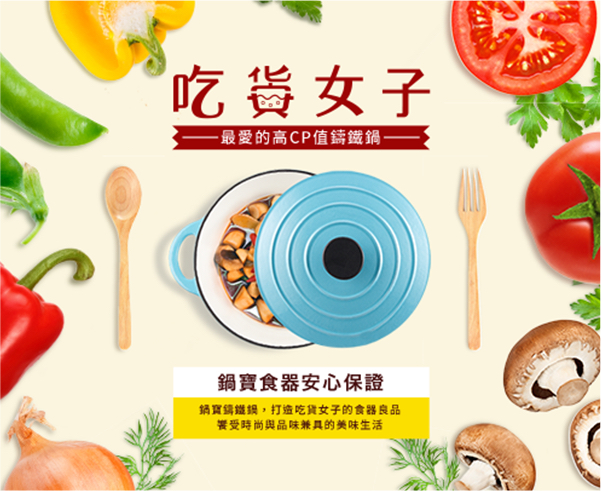 吃貨女子
最愛的高CP值鑄鐵鍋
鍋寶食器安心保證
鍋寶鑄鐵鍋，打造吃貨女子的食器良品
饗受時尚與品味兼具的美味生活